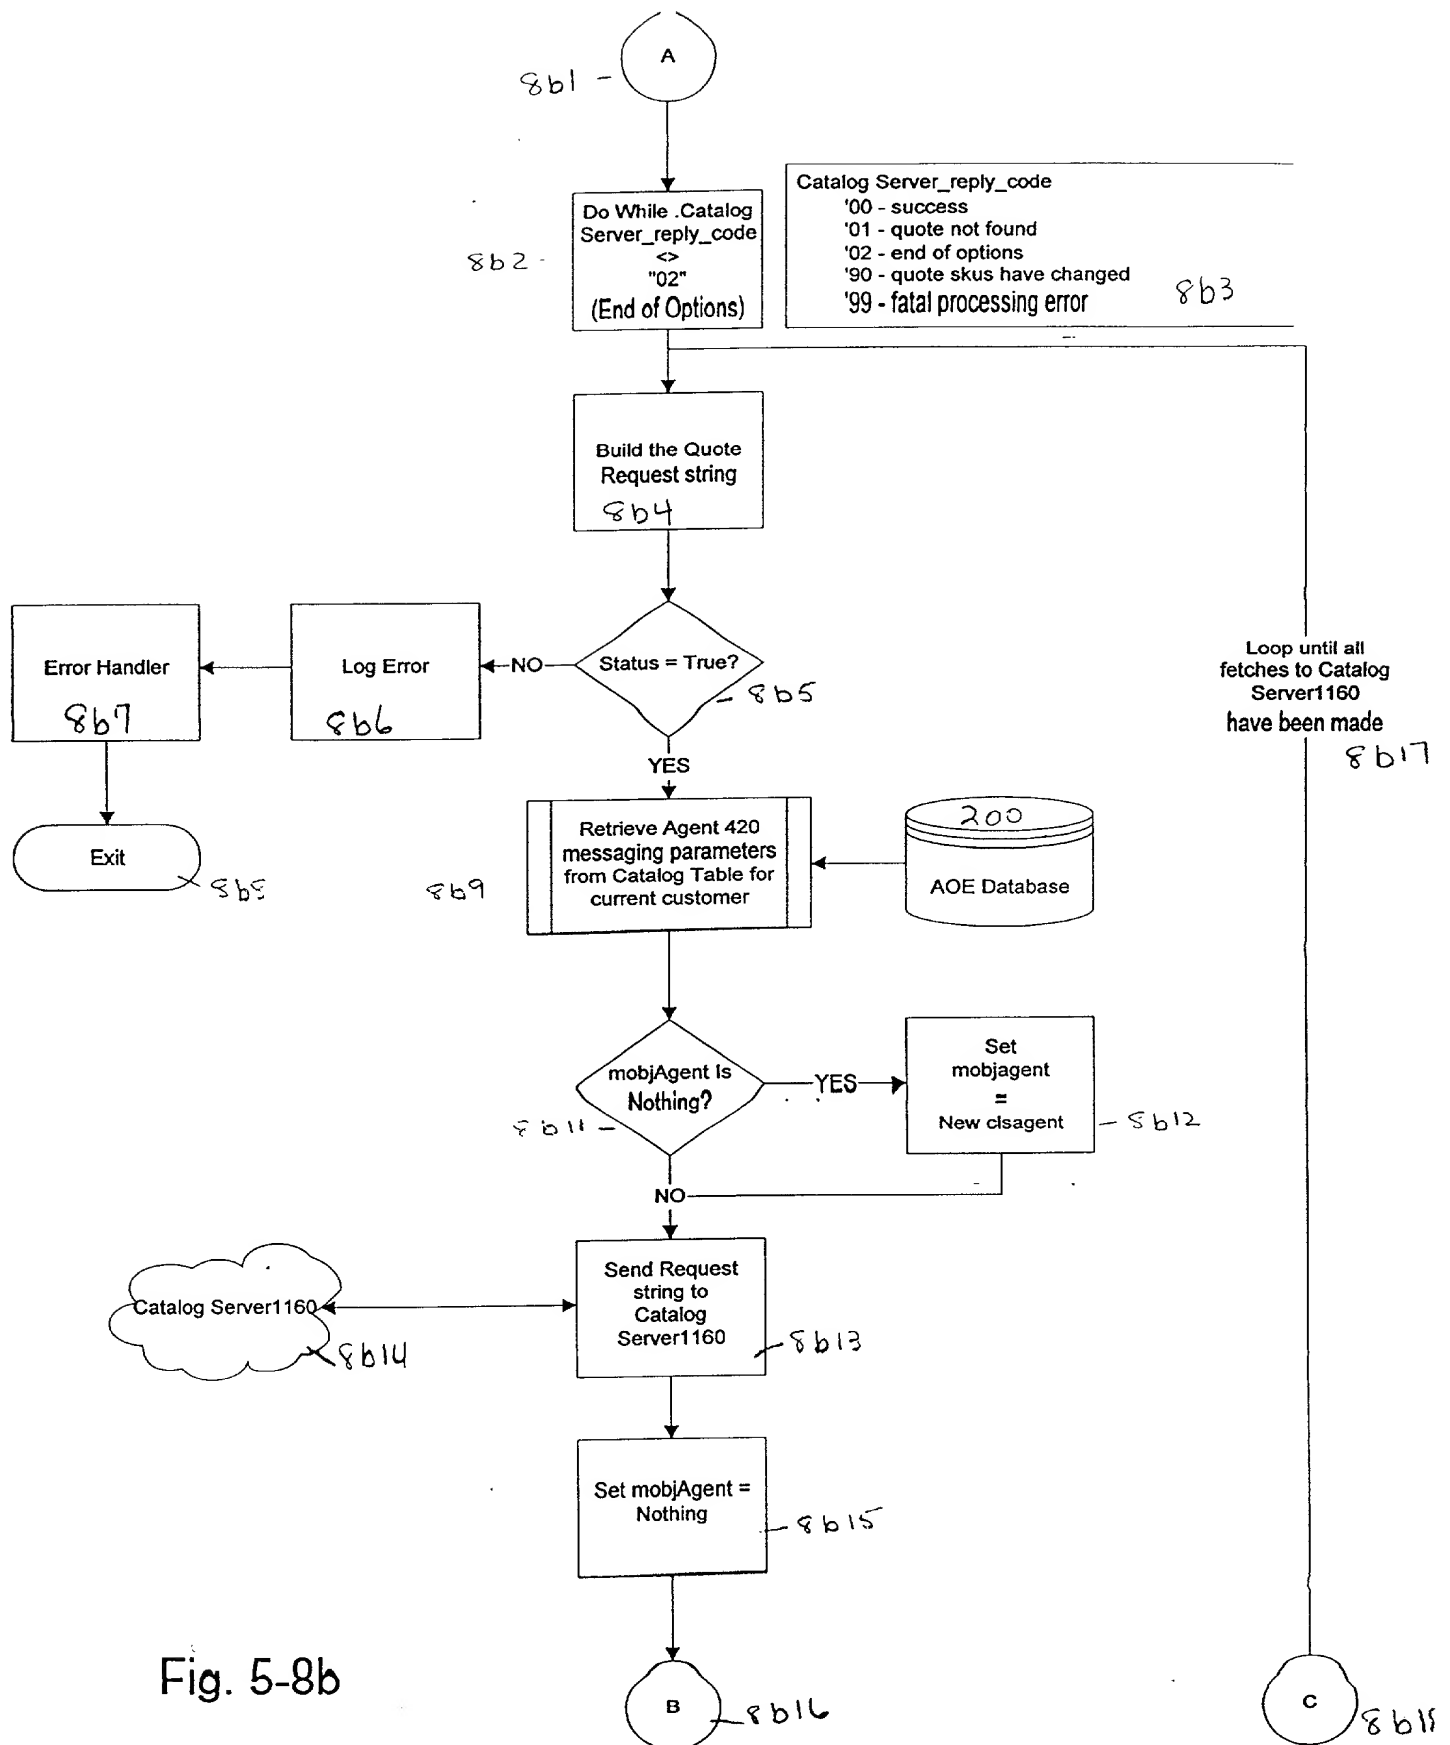 A
8b1
Do While .Catalog
Server_reply_code
<>
"02"
(End of Options)
8b2
Catalog Server_reply_code
'00 - success
'01 - quote not found
'02 - end of options
'90 - quote skus have changed
'99 - fatal processing error
8b3
Build the Quote
Request string
8b4
Status = True?
8b5
NO
Log Error
8b6
Error Handler
8b7
Exit
8b8
YES
Loop until all
fetches to Catalog
Server1160
have been made
8b17
Retrieve Agent 420
messaging parameters
from Catalog Table for
current customer
8b9
200
AOE Database
mobjAgent Is
Nothing?
8b11
YES
Set
mobjagent
=
New clsagent
8b12
NO
Send Request
string to
Catalog
Server1160
8b13
Catalog Server1160
8b14
Set mobjAgent =
Nothing
8b15
B
8b16
C
Fig. 5-8b